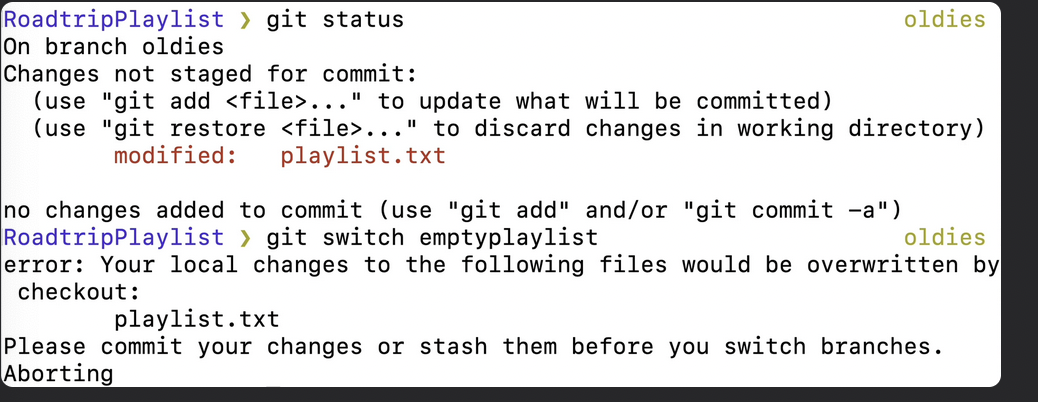 RoadtripPlaylist ❯ git status oldies
On branch oldies
Changes not staged for commit:
  (use "git add <file>..." to update what will be committed)
  (use "git restore <file>..." to discard changes in working directory)
        modified:   playlist.txt

no changes added to commit (use "git add" and/or "git commit -a")
RoadtripPlaylist ❯ git switch emptyplaylist oldies
error: Your local changes to the following files would be overwritten by
 checkout:
        playlist.txt
Please commit your changes or stash them before you switch branches.
Aborting